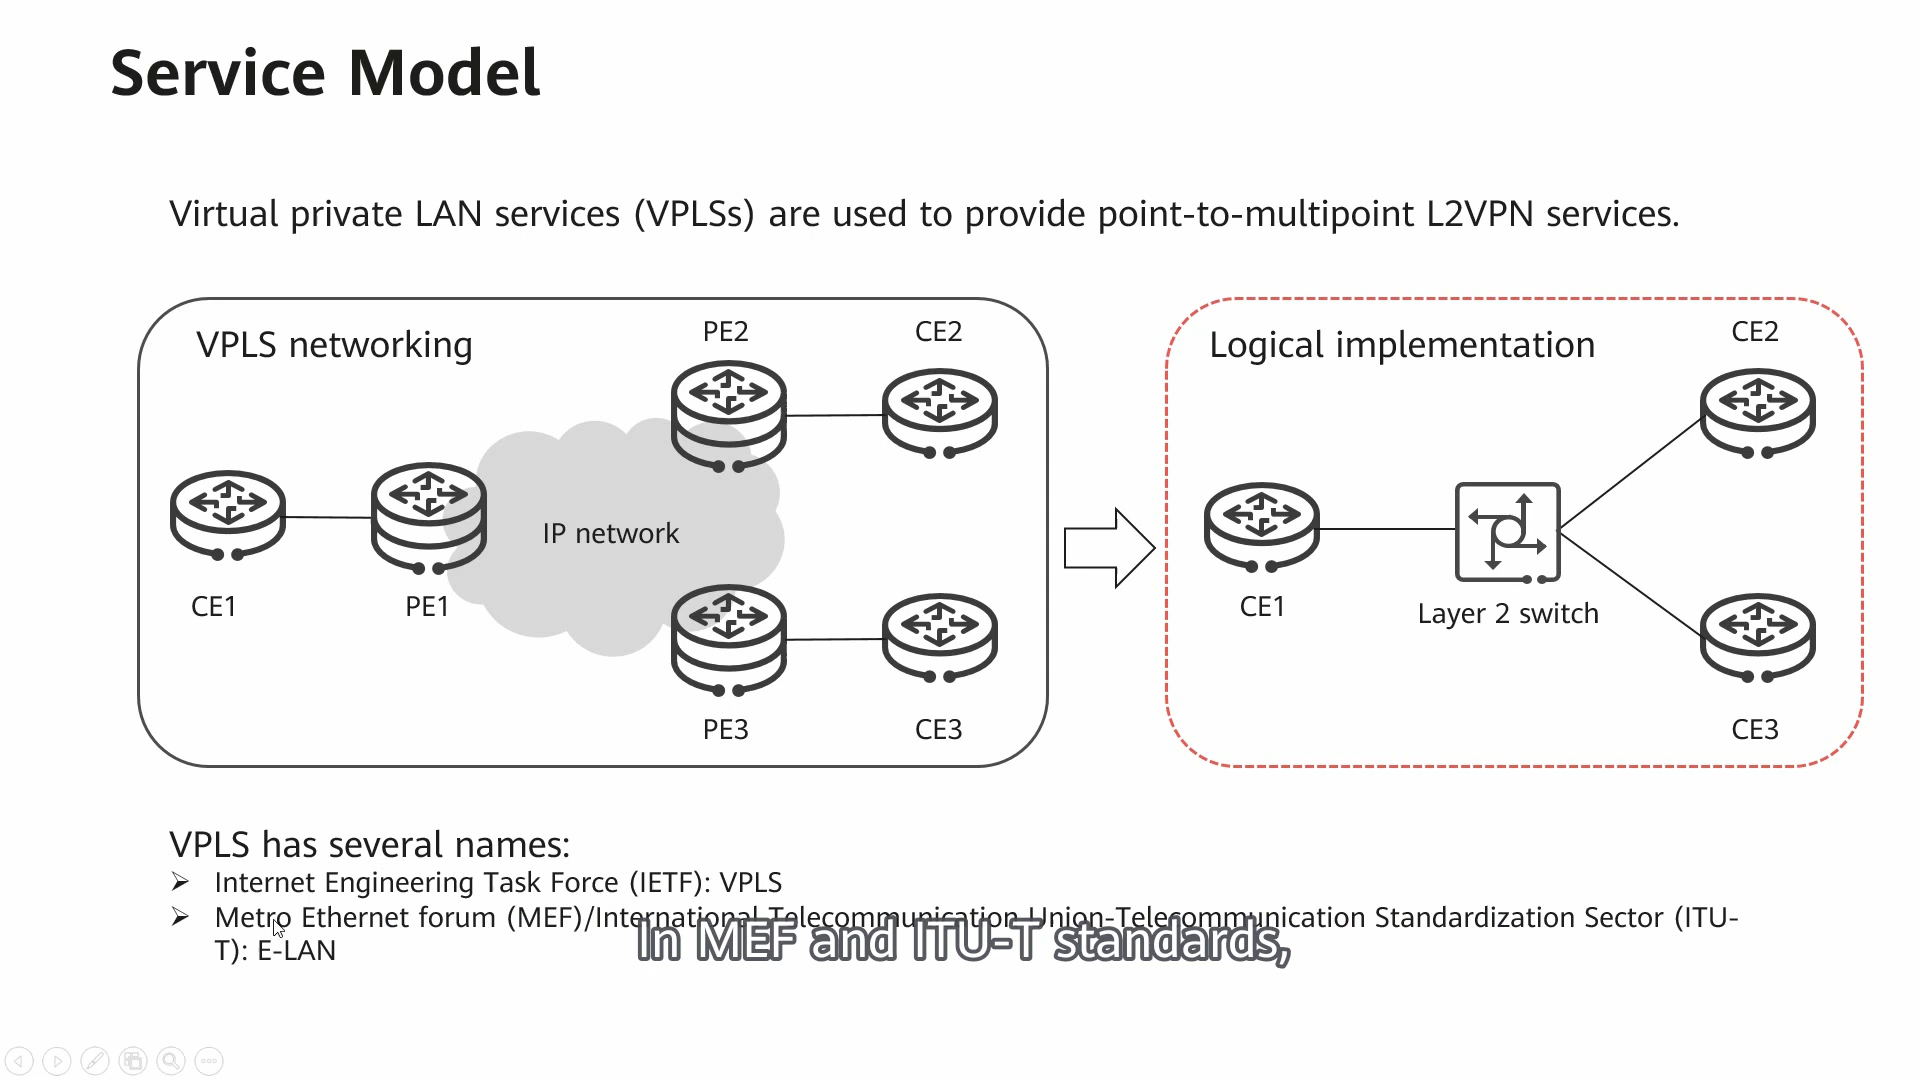 Service Model
Virtual private LAN services (VPLSs) are used to provide point-to-multipoint L2VPN services.
VPLS networking
PE2
CE2
IP network
CE1
PE1
PE3
CE3
Logical implementation
CE2
CE1
Layer 2 switch
CE3
VPLS has several names:
Internet Engineering Task Force (IETF): VPLS
Metro Ethernet forum (MEF)/International Telecommunication Union-Telecommunication Standardization Sector (ITU-
T): E-LAN
In MEF and ITU-T standards,